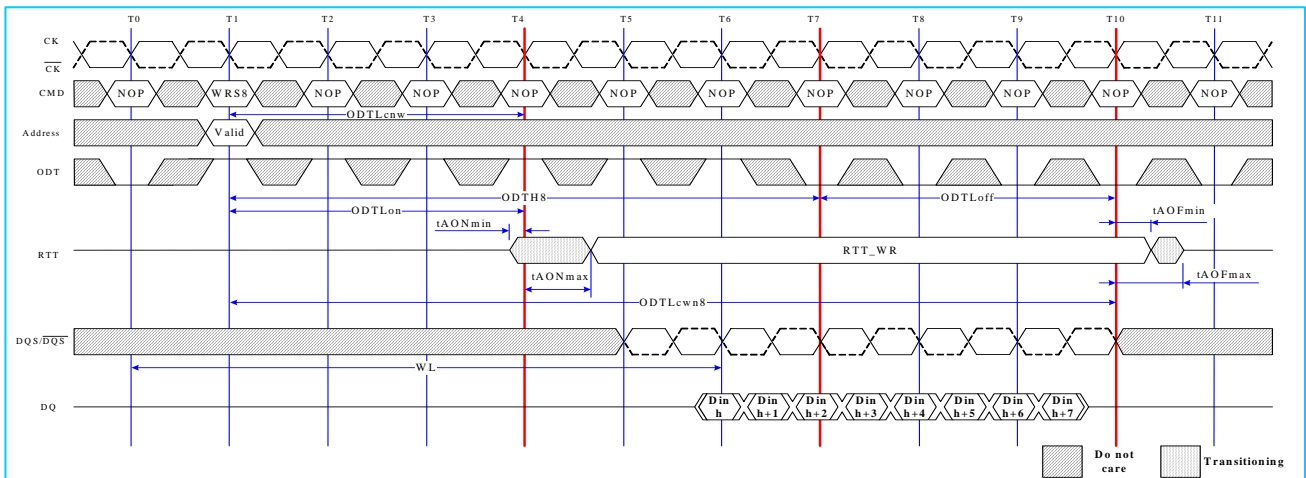 T0 T1 T2 T3 T4 T5 T6 T7 T8 T9 T10 T11
CK
CK
CMD NOP WRS8 NOP NOP NOP NOP NOP NOP NOP NOP NOP NOP
ODTLcnw
Address Valid
ODT
ODTH8 ODTLoff
ODTLon tAOFmin
tAONmin
RTT RTT_WR
tAONmax tAOFmax
ODTLcwn8
DQS/DQS
WL
DQ Din h Din h+1 Din h+2 Din h+3 Din h+4 Din h+5 Din h+6 Din h+7
Do not care Transitioning